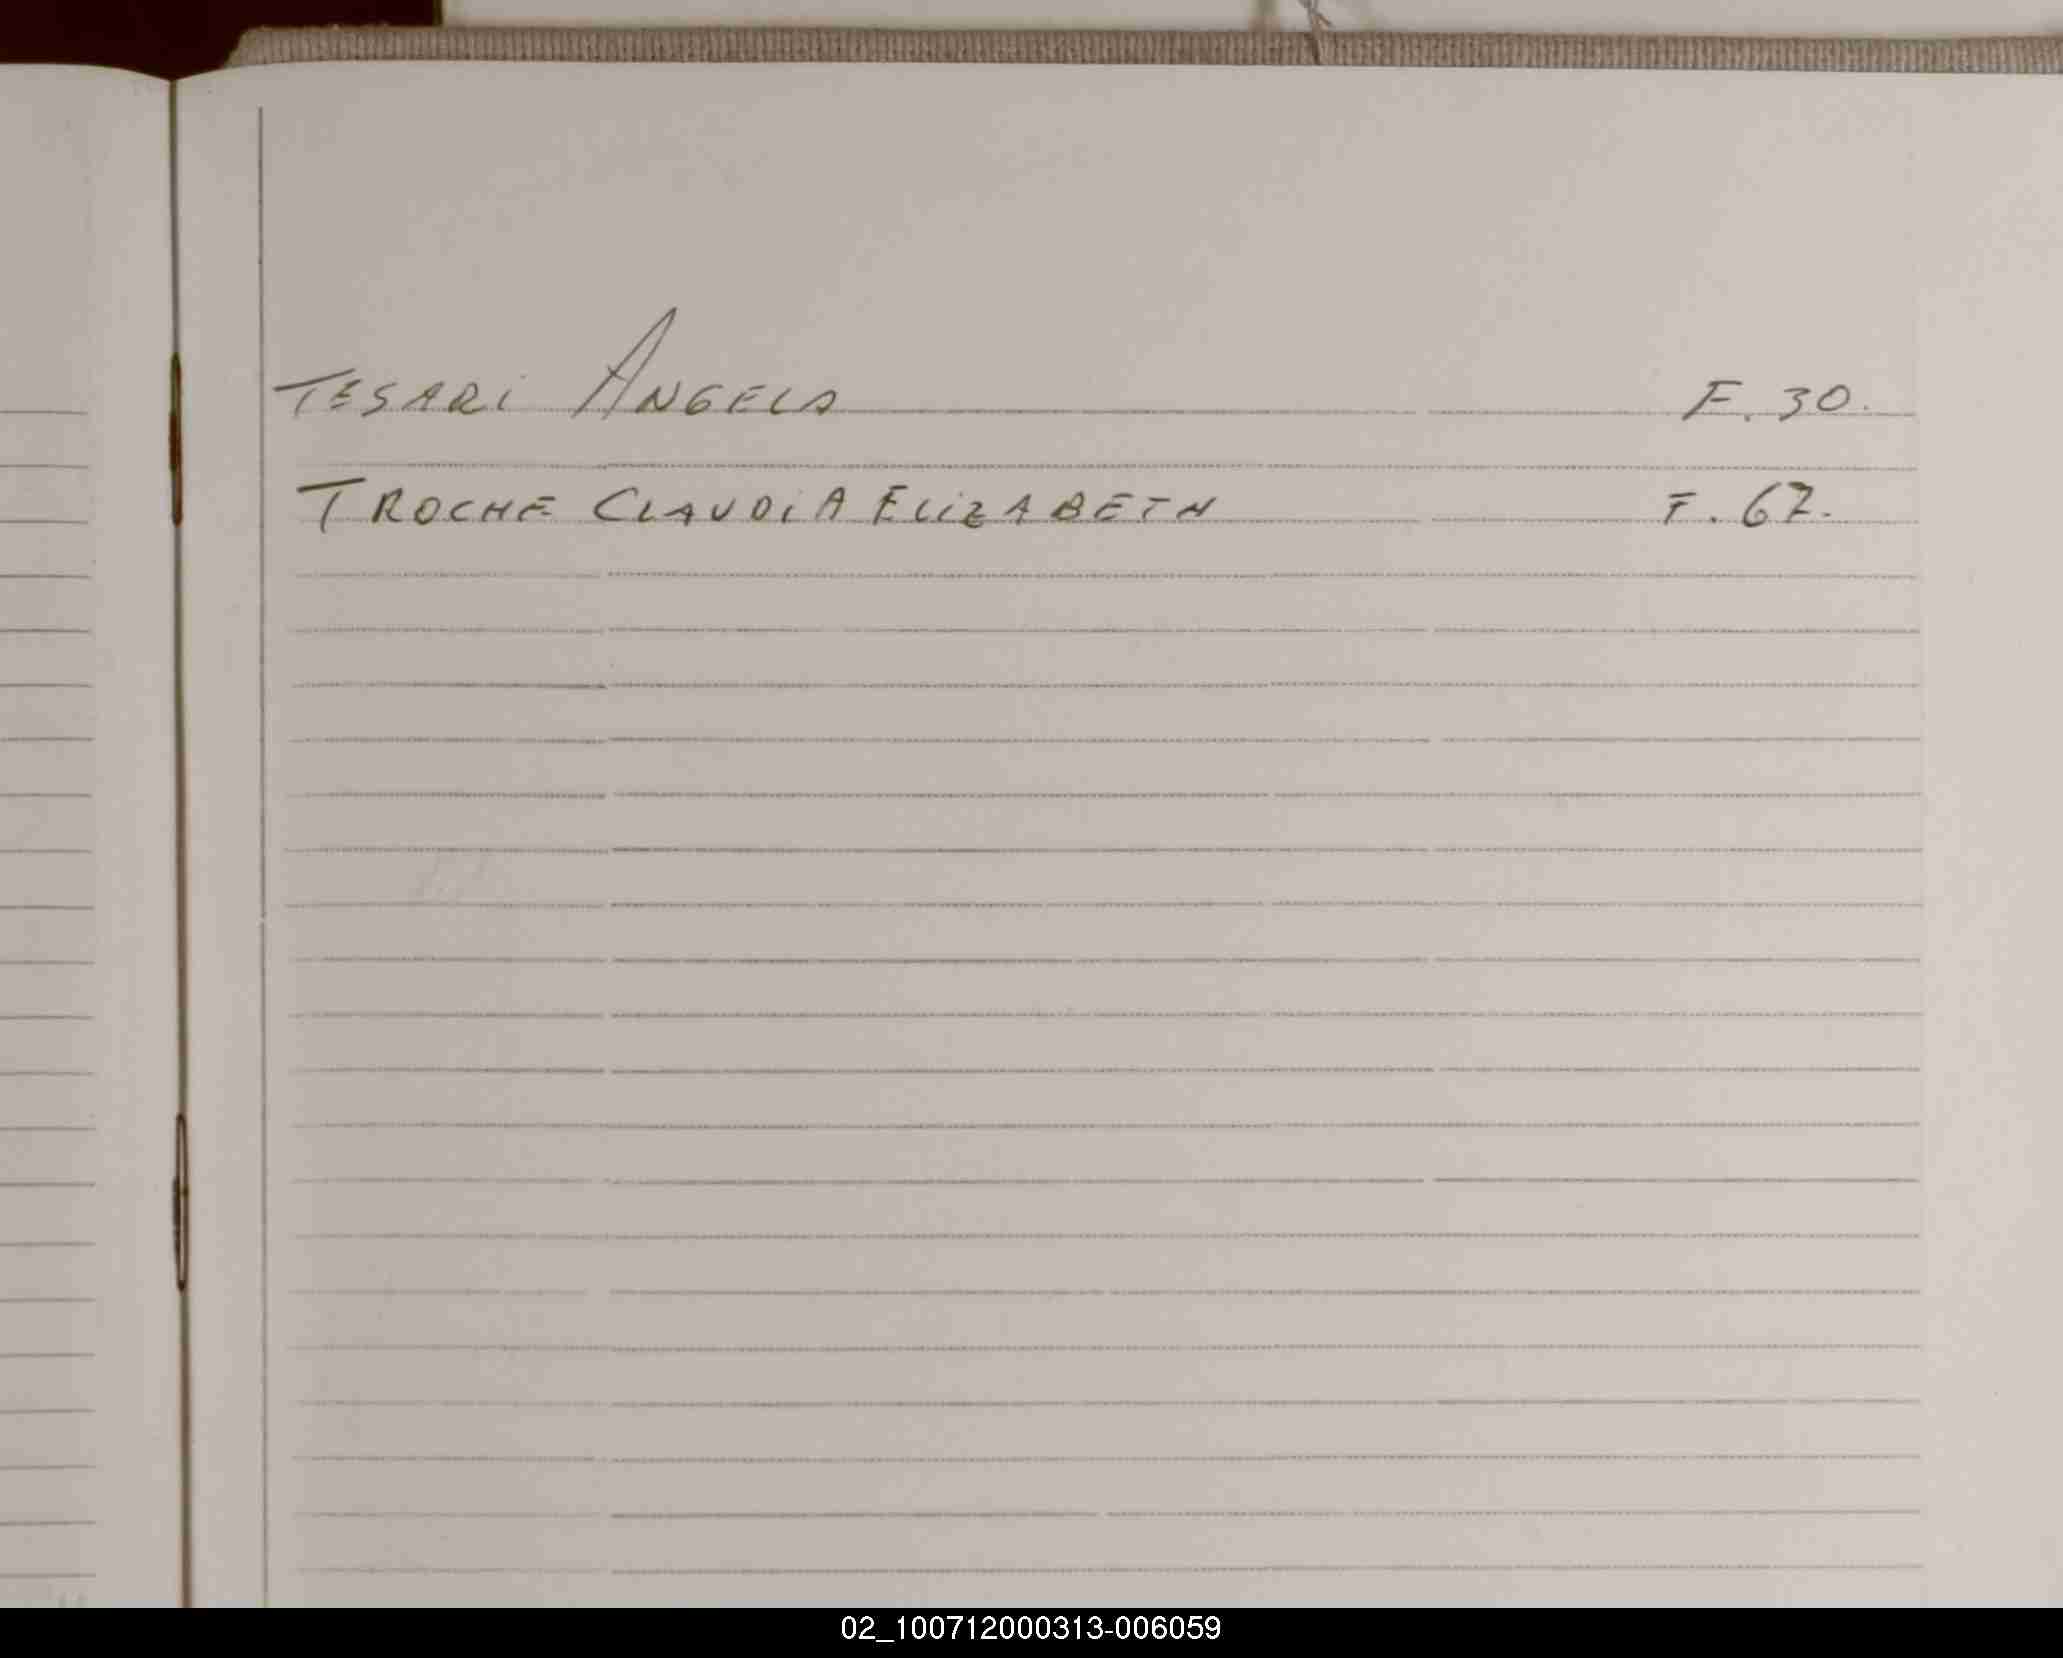 TESARi ANGELA F. 30.
TROCHE CLAUDiA ELiZABETH F. 67.
02_100712000313-006059